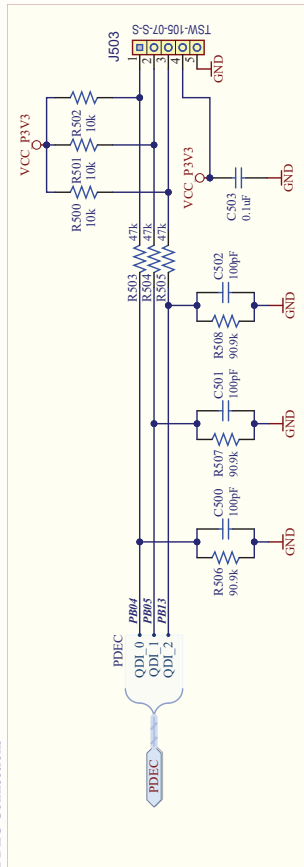 TSW-105-07-S-S
J503
1
2
3
4
5
GND
VCC_P3V3
R502
10k
R501
10k
R500
10k
VCC_P3V3
C503
0.1uF
GND
47k
47k
47k
R503
R504
R505
C502
100pF
R508
90.9k
GND
C501
100pF
R507
90.9k
GND
C500
100pF
R506
90.9k
GND
PB04
PB05
PB13
PDEC
QDI_0
QDI_1
QDI_2
PDEC